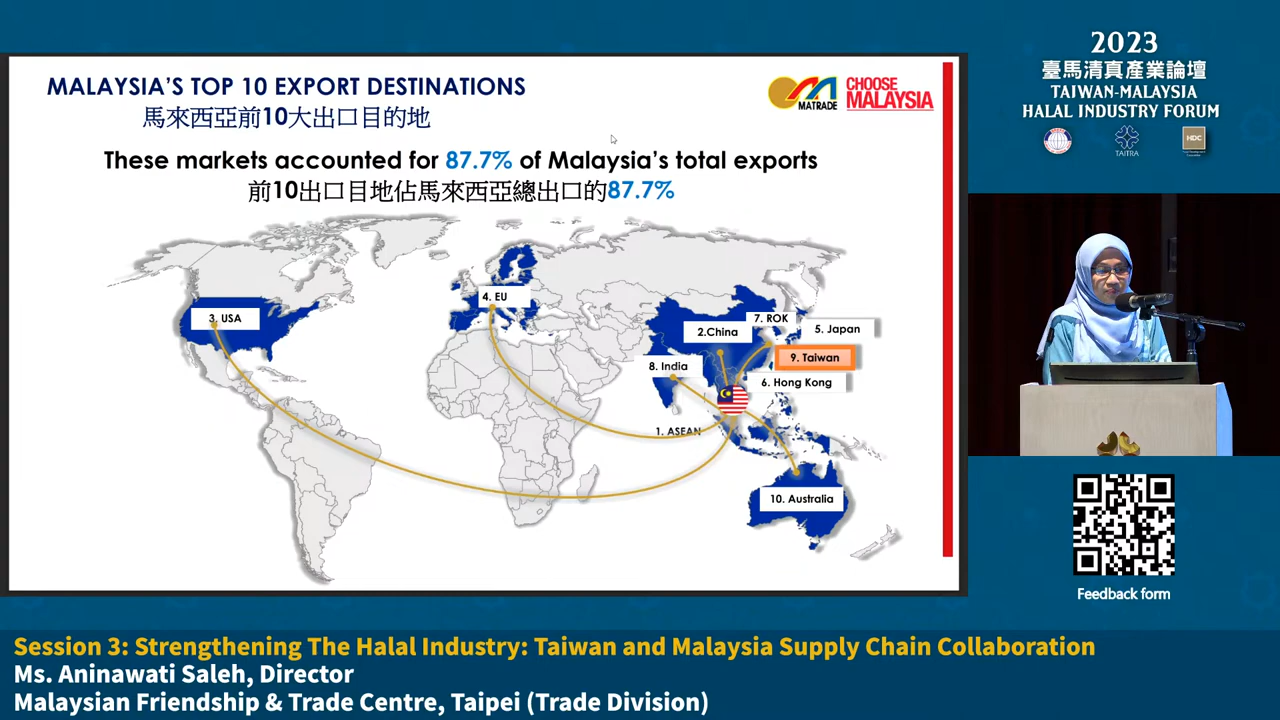 MALAYSIA'S TOP 10 EXPORT DESTINATIONS
馬來西亞前10大出口目的地
MATRADE
CHOOSE
MALAYSIA
These markets accounted for 87.7% of Malaysia's total exports
前10出口目地佔馬來西亞總出口的87.7%
4. EU
3. USA
7. ROK
5. Japan
2.China
9. Taiwan
8. India
6. Hong Kong
1. ASEAN
10. Australia
2023
臺馬清真產業論壇
TAIWAN-MALAYSIA
HALAL INDUSTRY FORUM
TAITRA
HDC
Feedback form
Session 3: Strengthening The Halal Industry: Taiwan and Malaysia Supply Chain Collaboration
Ms. Aninawati Saleh, Director
Malaysian Friendship & Trade Centre, Taipei (Trade Division)